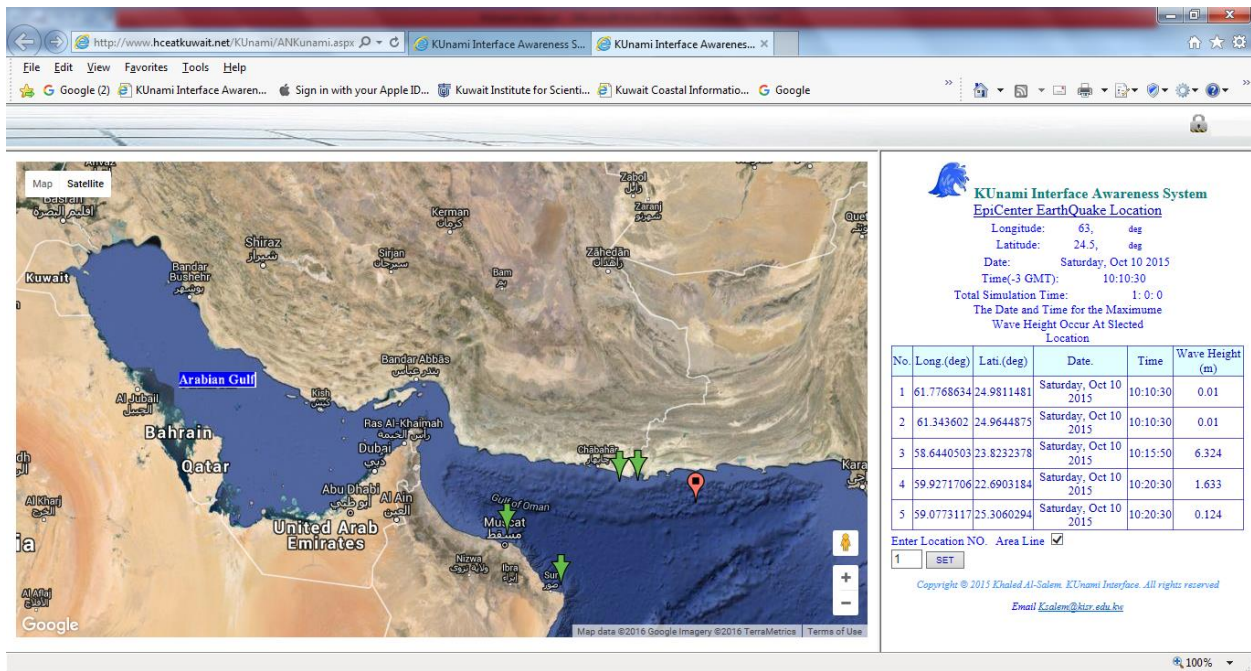 http://www.hceatkuwait.net/KUnami/ANKunami.aspx
KUnami Interface Awareness S...
KUnami Interface Awarenes...
File Edit View Favorites Tools Help
Google (2)
KUnami Interface Awaren...
Sign in with your Apple ID...
Kuwait Institute for Scienti...
Kuwait Coastal Informatio...
Google
Map Satellite
Zabol
زابل
Kerman
كرمان
Zaranj
Shiraz
شيراز
Sirjan
Zāhedān
زاهدان
Bam
بم
Kuwait
Bandar
Bushehr
Bandar Abbās
بندرعباس
Arabian Gulf
Kish
Al Jubail
الجبيل
Ras Al-Khaimah
رأس الخيمة
Bahrain
Dubai
دبي
Chābahār
چابهار
Qatar
Abu Dhabi
أبو ظبي
Al Ain
العين
Gulf of Oman
Al Kharj
الخرج
Muscat
مسقط
United Arab
Emirates
Nizwa
نزوى
Ibra
Sur
صور
Al Aflaj
الأفلاج
Google
Map data ©2016 Google Imagery ©2016 TerraMetrics
Terms of Use
KUnami Interface Awareness System
EpiCenter EarthQuake Location
Longitude: 63, deg
Latitude: 24.5, deg
Date: Saturday, Oct 10 2015
Time(-3 GMT): 10:10:30
Total Simulation Time: 1: 0: 0
The Date and Time for the Maximume
Wave Height Occur At Slected
Location
No. Long.(deg) Lati.(deg) Date. Time Wave Height (m)
1 61.7768634 24.9811481 Saturday, Oct 10 2015 10:10:30 0.01
2 61.343602 24.9644875 Saturday, Oct 10 2015 10:10:30 0.01
3 58.6440503 23.8232378 Saturday, Oct 10 2015 10:15:50 6.324
4 59.9271706 22.6903184 Saturday, Oct 10 2015 10:20:30 1.633
5 59.0773117 25.3060294 Saturday, Oct 10 2015 10:20:30 0.124
Enter Location NO. Area Line
1 SET
Copyright © 2015 Khaled Al-Salem. KUnami Interface. All rights reserved
Email Ksalem@kisr.edu.kw
100%